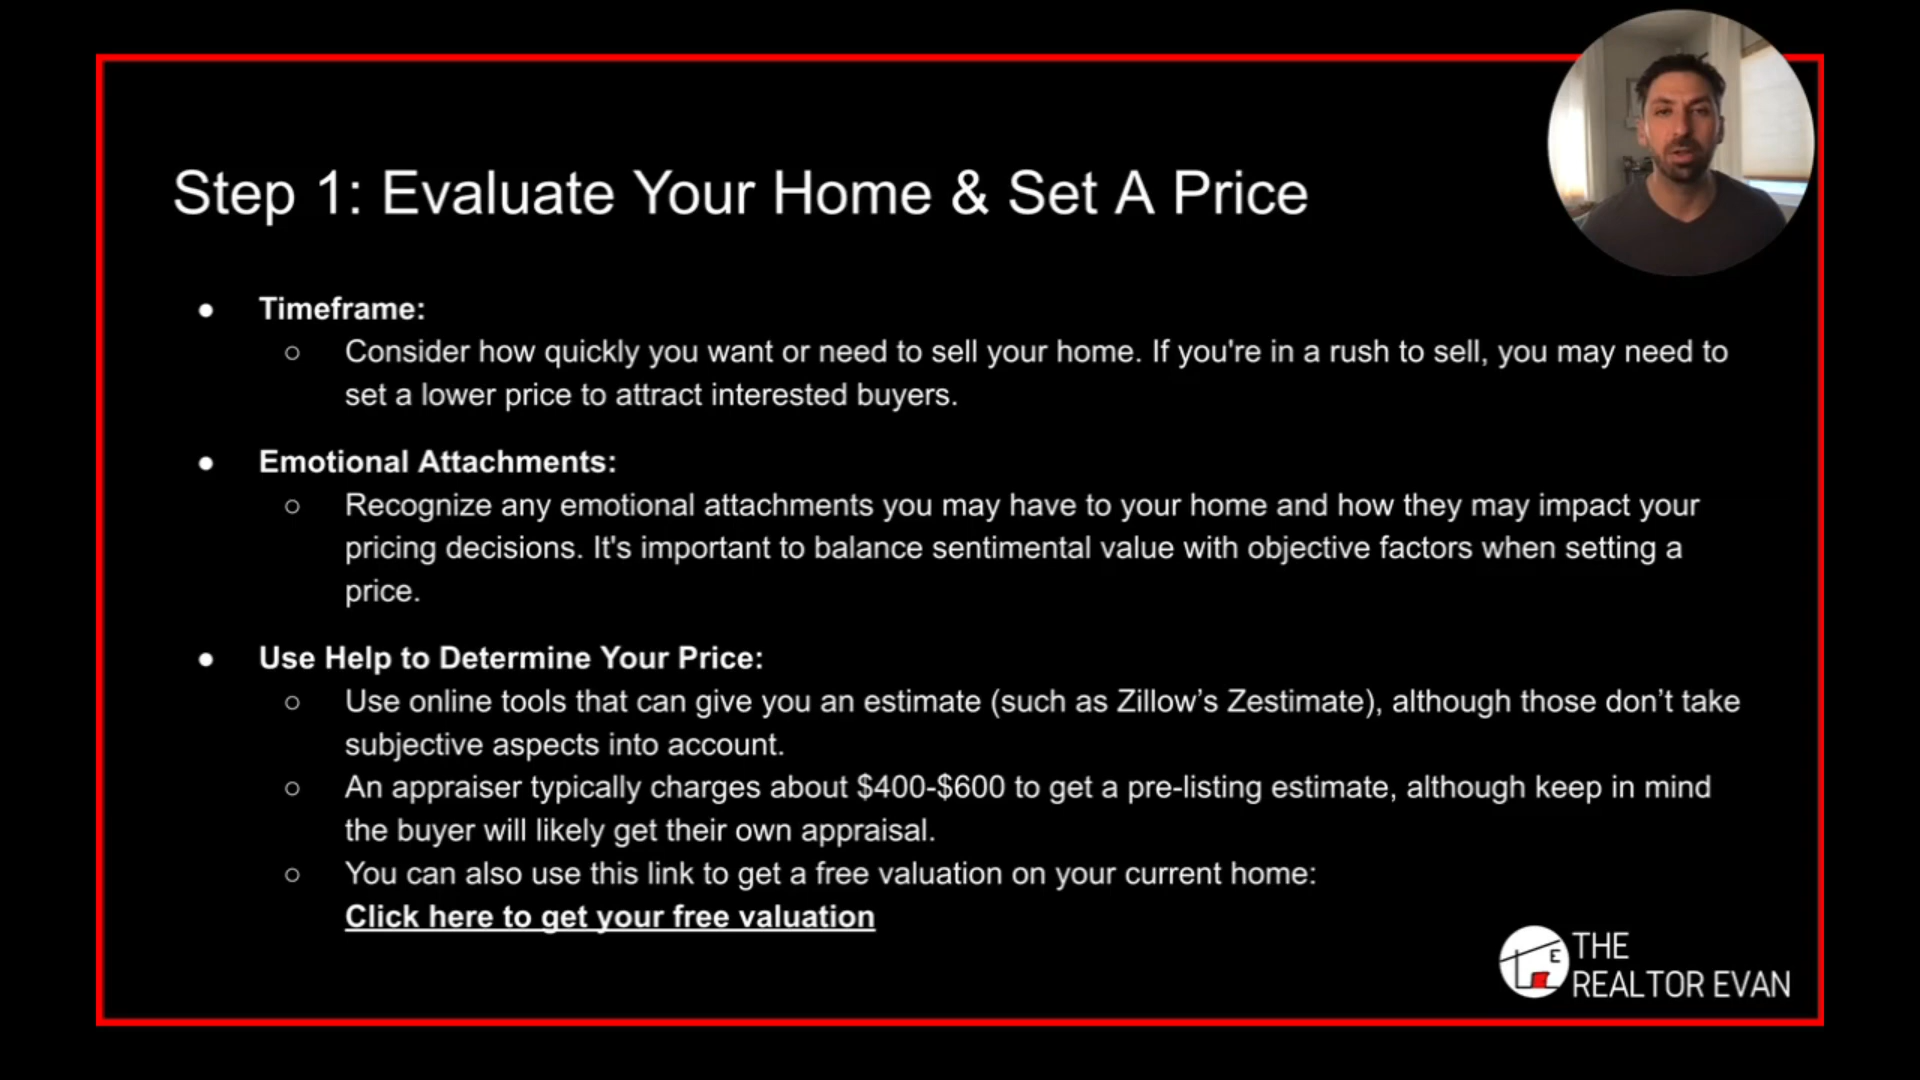 Step 1: Evaluate Your Home & Set A Price
● Timeframe:
○ Consider how quickly you want or need to sell your home. If you're in a rush to sell, you may need to
set a lower price to attract interested buyers.
● Emotional Attachments:
○ Recognize any emotional attachments you may have to your home and how they may impact your
pricing decisions. It's important to balance sentimental value with objective factors when setting a
price.
● Use Help to Determine Your Price:
○ Use online tools that can give you an estimate (such as Zillow’s Zestimate), although those don’t take
subjective aspects into account.
○ An appraiser typically charges about $400-$600 to get a pre-listing estimate, although keep in mind
the buyer will likely get their own appraisal.
○ You can also use this link to get a free valuation on your current home:
Click here to get your free valuation
E
THE
REALTOR EVAN